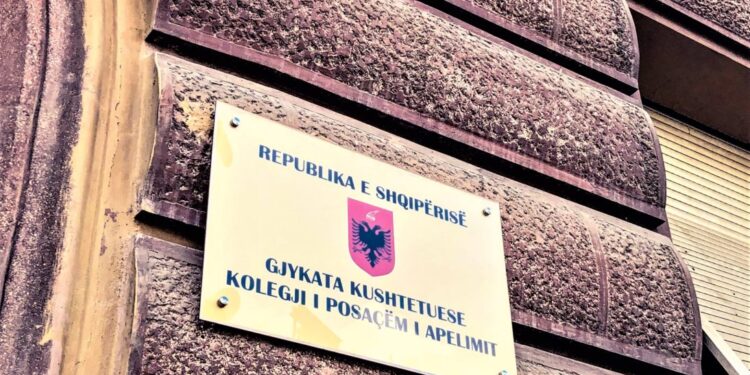 REPUBLIKA E SHQIPËRISË
GJYKATA KUSHTETUESE
KOLEGJI I POSAÇËM I APELIMIT